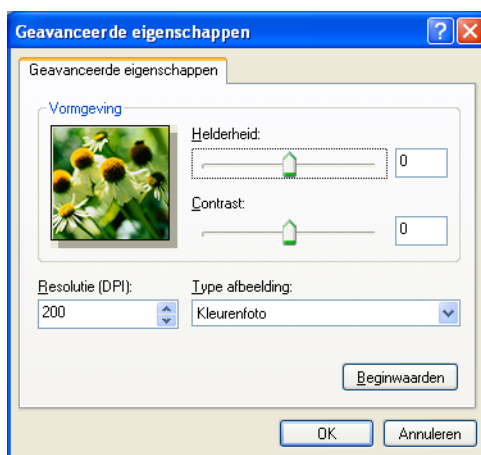 Geavanceerde eigenschappen
Geavanceerde eigenschappen
Vormgeving
Helderheid:
0
Contrast:
0
Resolutie (DPI):
Type afbeelding:
200
Kleurenfoto
Beginwaarden
OK
Annuleren